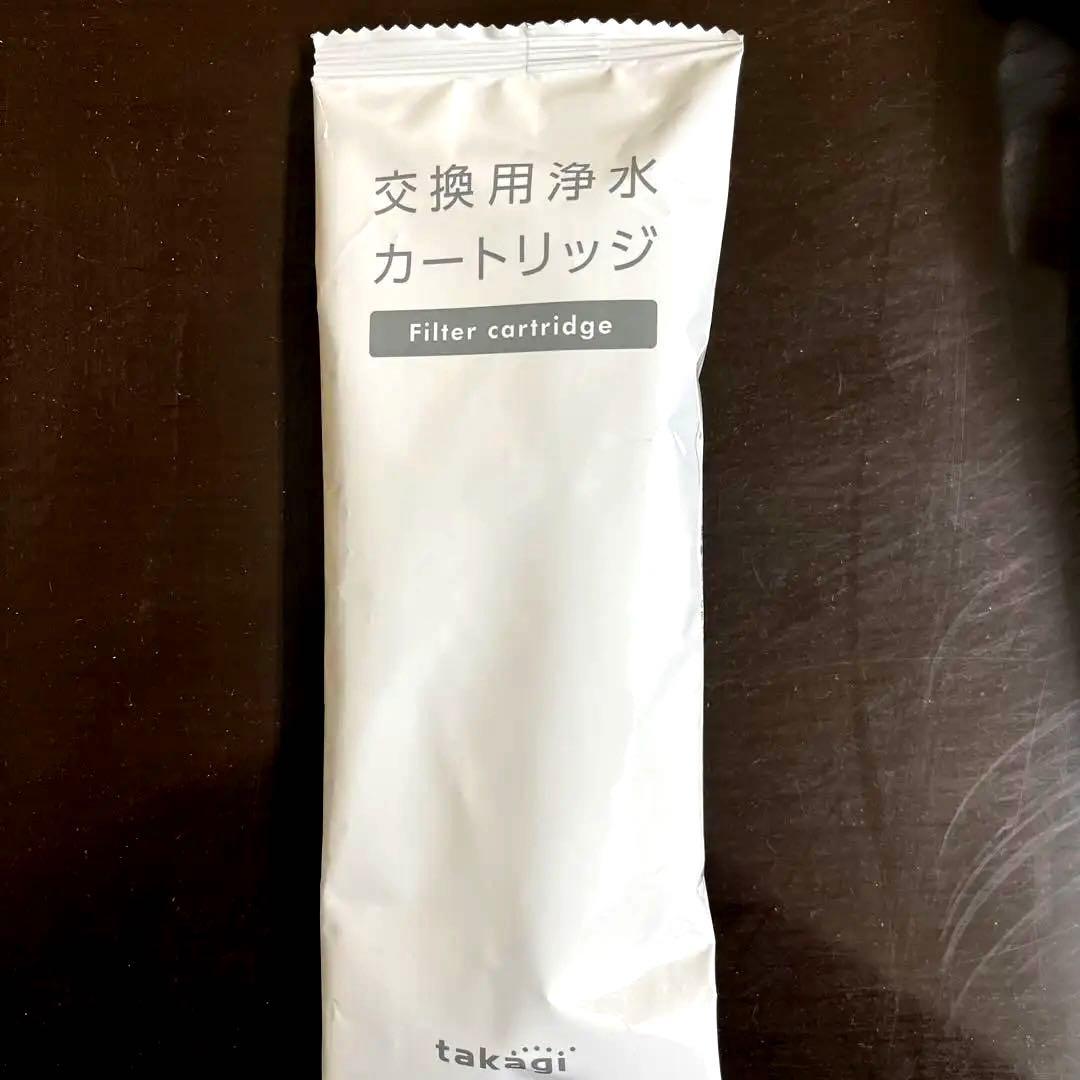 交換用浄水
カートリッジ
Filter cartridge
takagi